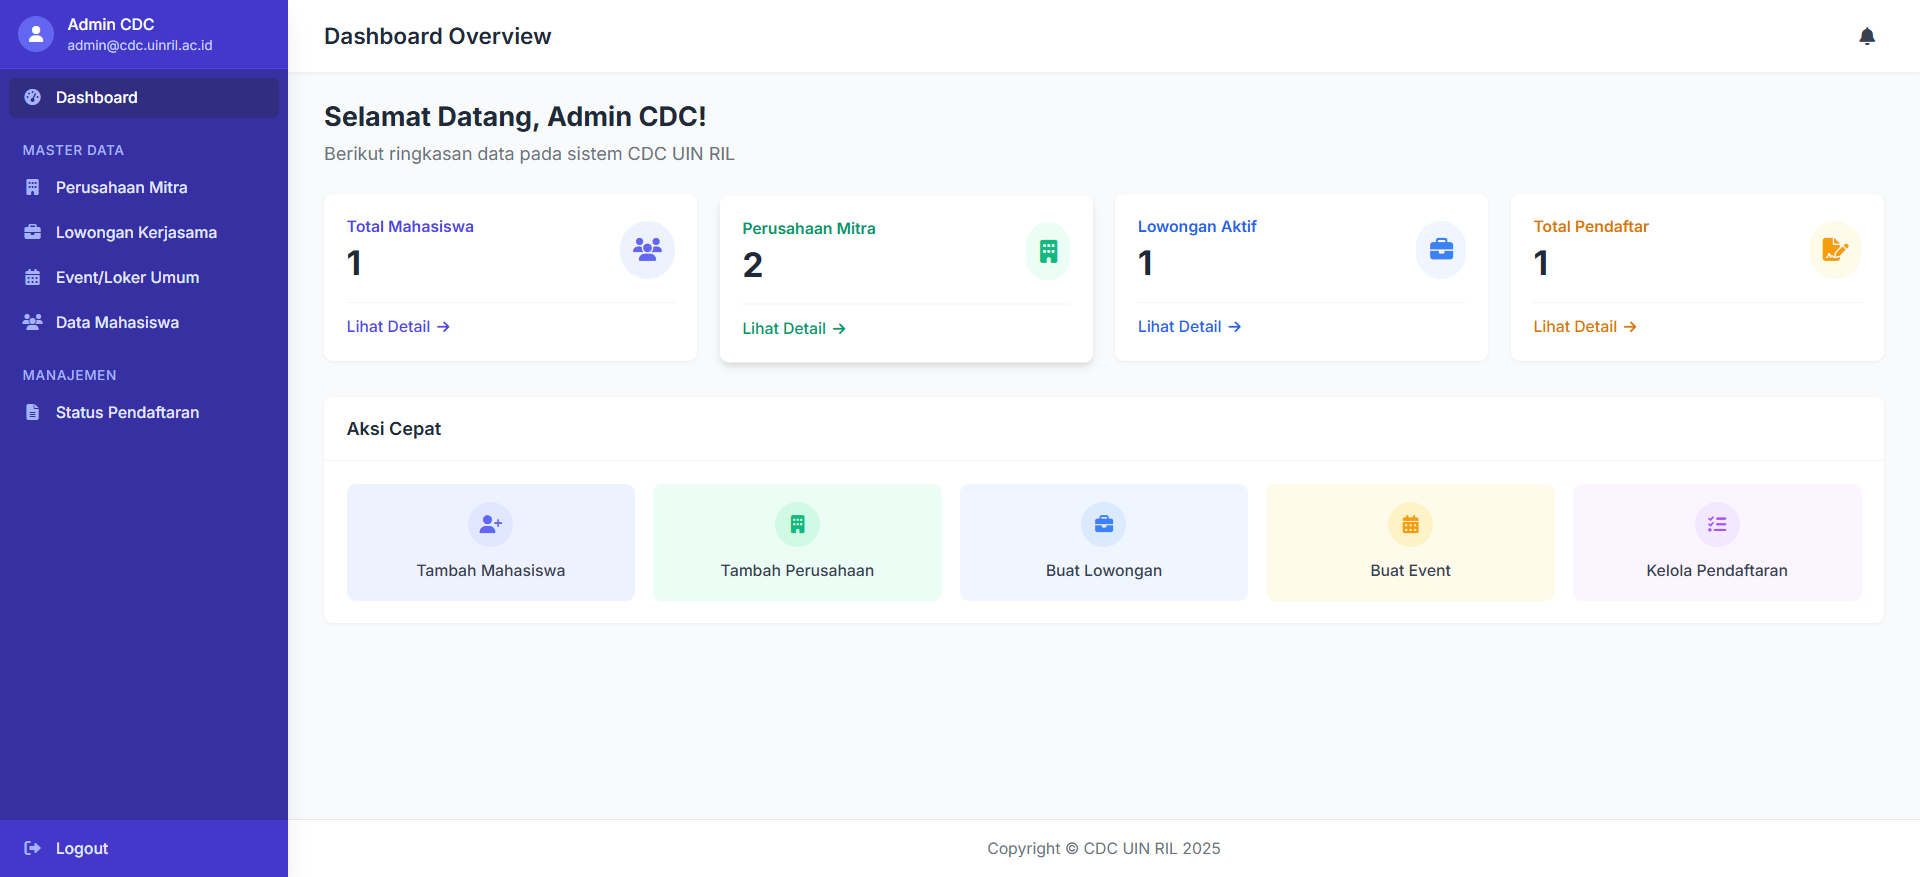 Admin CDC
admin@cdc.uinril.ac.id
Dashboard
MASTER DATA
Perusahaan Mitra
Lowongan Kerjasama
Event/Loker Umum
Data Mahasiswa
MANAJEMEN
Status Pendaftaran
Logout
Dashboard Overview
Selamat Datang, Admin CDC!
Berikut ringkasan data pada sistem CDC UIN RIL
Total Mahasiswa
1
Lihat Detail →
Perusahaan Mitra
2
Lihat Detail →
Lowongan Aktif
1
Lihat Detail →
Total Pendaftar
1
Lihat Detail →
Aksi Cepat
Tambah Mahasiswa
Tambah Perusahaan
Buat Lowongan
Buat Event
Kelola Pendaftaran
Copyright © CDC UIN RIL 2025